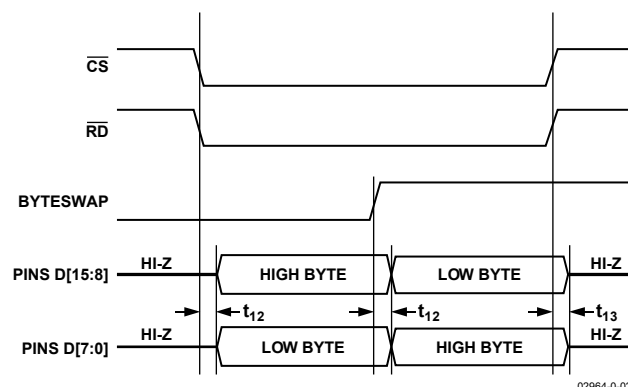 CS
RD
BYTESWAP
PINS D[15:8] HI-Z HIGH BYTE LOW BYTE HI-Z
t12 t12 t13
PINS D[7:0] HI-Z LOW BYTE HIGH BYTE HI-Z